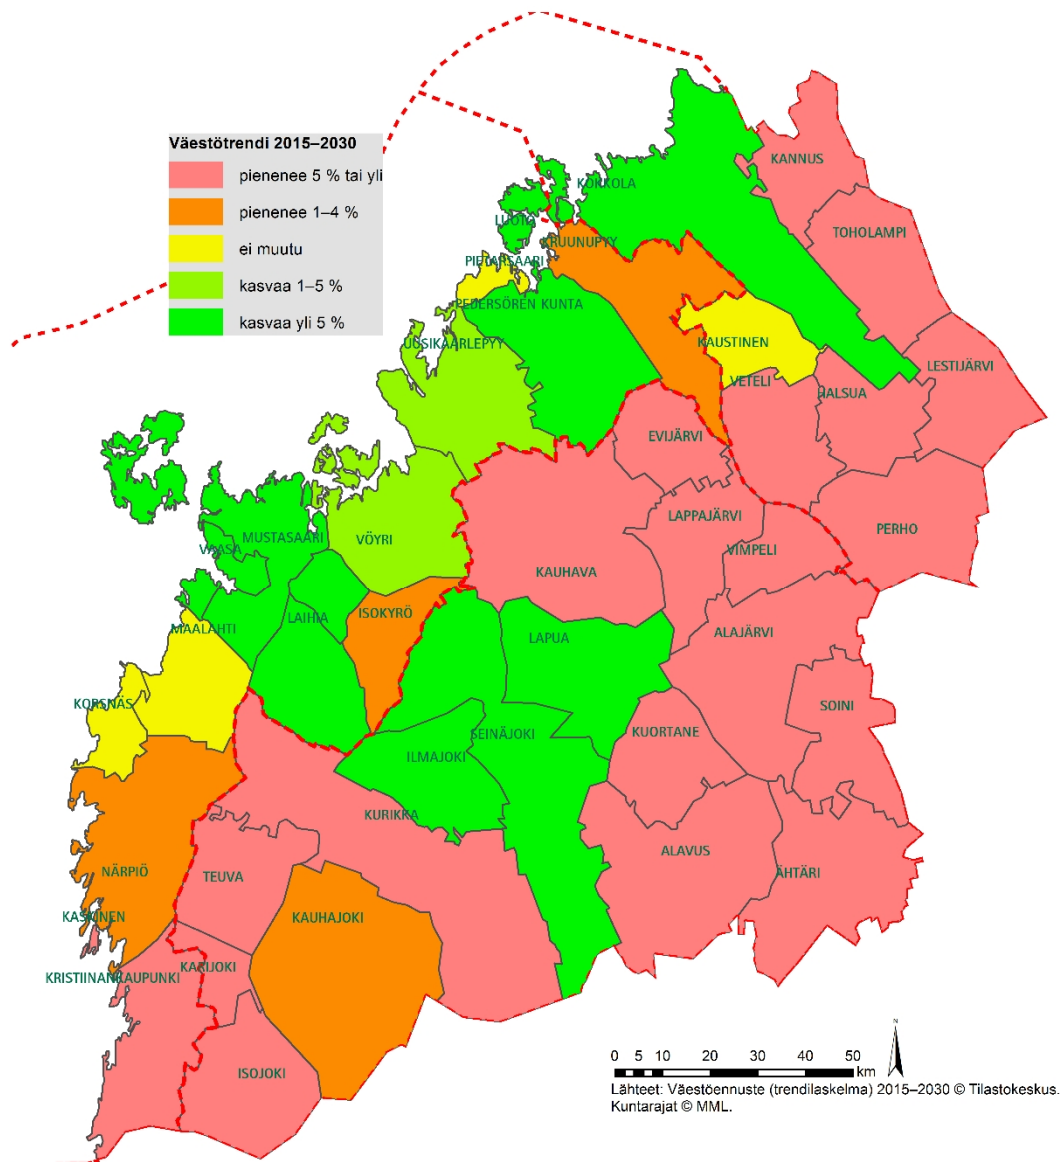 Väestötrendi 2015–2030
pienenee 5 % tai yli
pienenee 1–4 %
ei muutu
kasvaa 1–5 %
kasvaa yli 5 %
KANNUS
KOKKOLA
LUOTO
TOHOLAMPI
KRUUNUPYY
PIETARSAARI
PEDERSÖREN KUNTA
UUSIKAARLEPYY
KAUSTINEN
LESTIJÄRVI
VETELI
HALSUA
EVIJÄRVI
LAPPAJÄRVI
PERHO
MUSTASAARI
VÖYRI
VAASA
VIMPELI
KAUHAVA
ISOKYRÖ
LAIHIA
MAALAHTI
LAPUA
ALAJÄRVI
KORSNÄS
SOINI
SEINÄJOKI
KUORTANE
ILMAJOKI
KURIKKA
ALAVUS
NÄRPIÖ
TEUVA
ÄHTÄRI
KASKINEN
KAUHAJOKI
KARIJOKI
KRISTIINANKAUPUNKI
ISOJOKI
N
0 5 10 20 30 40 50
km
Lähteet: Väestöennuste (trendilaskelma) 2015–2030 © Tilastokeskus.
Kuntarajat © MML.